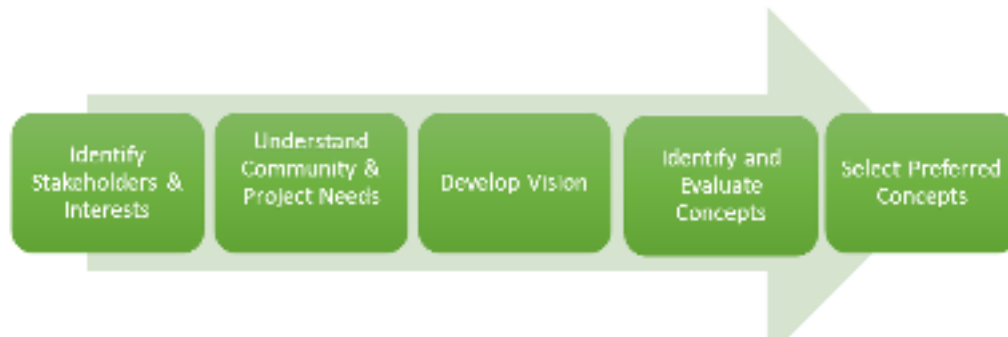 Identify
Stakeholders &
Interests
Understand
Community &
Project Needs
Develop Vision
Identify and
Evaluate
Concepts
Select Preferred
Concepts